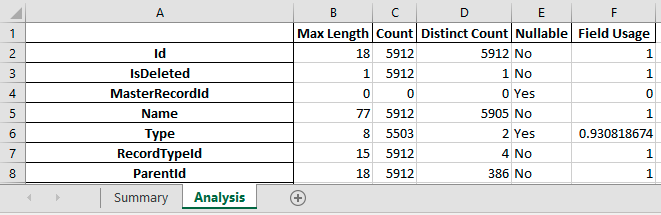 A B C D E F
1 Max Length Count Distinct Count Nullable Field Usage
2 Id 18 5912 5912 No 1
3 IsDeleted 1 5912 1 No 1
4 MasterRecordId 0 0 0 Yes 0
5 Name 77 5912 5905 No 1
6 Type 8 5503 2 Yes 0.930818674
7 RecordTypeId 15 5912 4 No 1
8 ParentId 18 5912 386 No 1
Summary Analysis